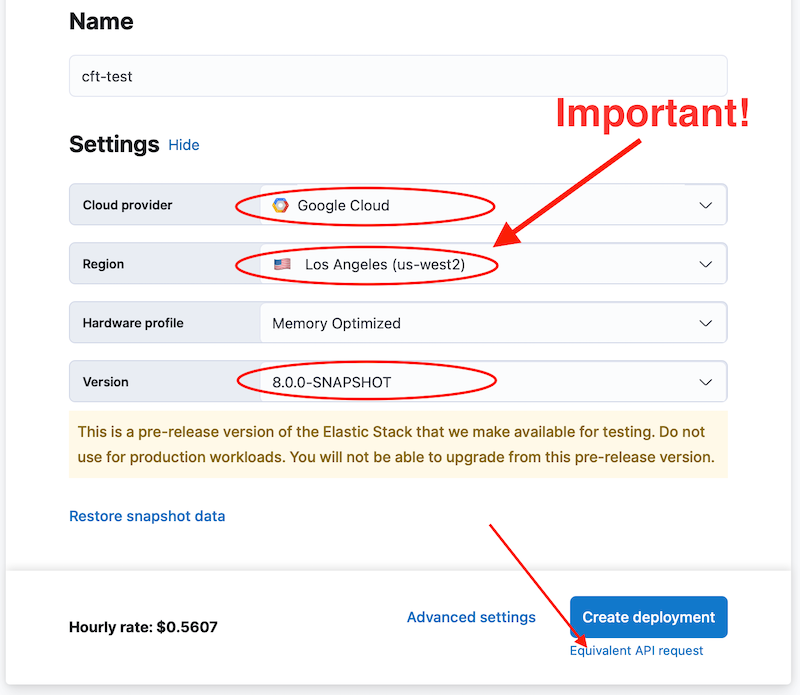 Name
cft-test
Important!
Settings Hide
Cloud provider Google Cloud
Region Los Angeles (us-west2)
Hardware profile Memory Optimized
Version 8.0.0-SNAPSHOT
This is a pre-release version of the Elastic Stack that we make available for testing. Do not
use for production workloads. You will not be able to upgrade from this pre-release version.
Restore snapshot data
Hourly rate: $0.5607 Advanced settings Create deployment
Equivalent API request